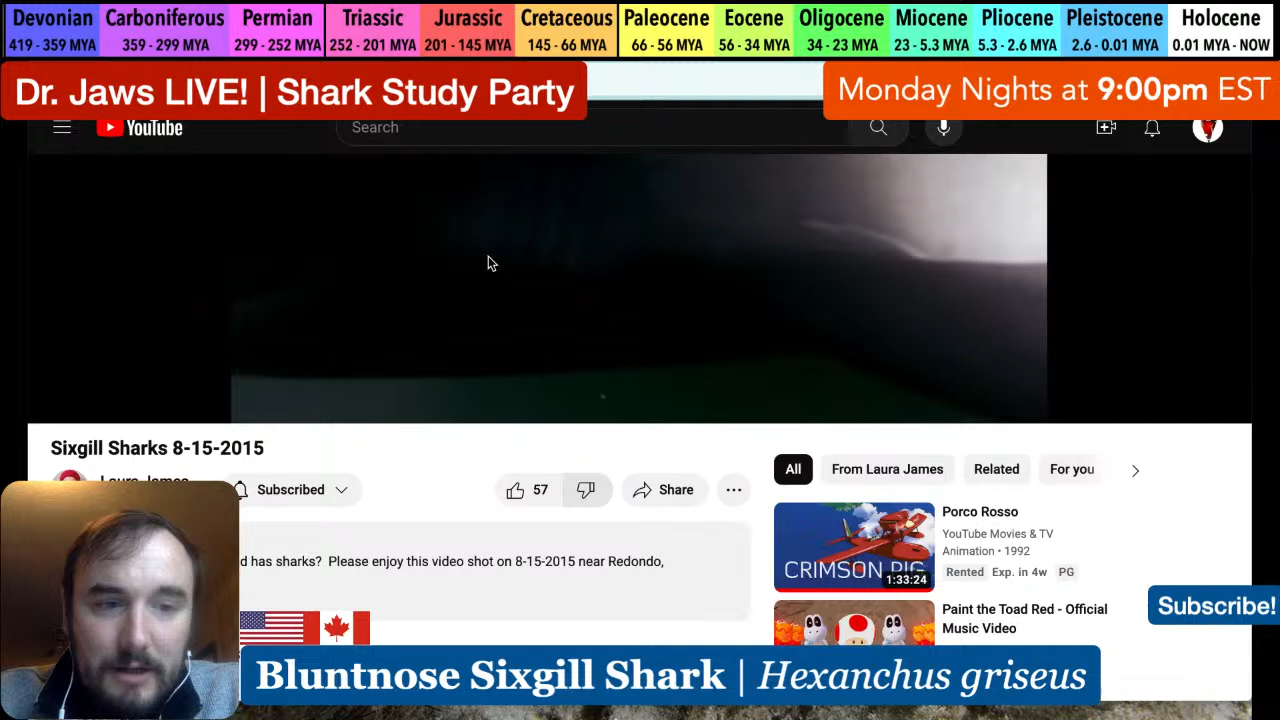 Devonian Carboniferous Permian Triassic Jurassic Cretaceous Paleocene Eocene Oligocene Miocene Pliocene Pleistocene Holocene
419 - 359 MYA 359 - 299 MYA 299 - 252 MYA 252 - 201 MYA 201 - 145 MYA 145 - 66 MYA 66 - 56 MYA 56 - 34 MYA 34 - 23 MYA 23 - 5.3 MYA 5.3 - 2.6 MYA 2.6 - 0.01 MYA 0.01 MYA - NOW
Dr. Jaws LIVE! | Shark Study Party
Monday Nights at 9:00pm EST
YouTube
Search
Sixgill Sharks 8-15-2015
Laura James
Subscribed
57
Share
All
From Laura James
Related
For you
d has sharks? Please enjoy this video shot on 8-15-2015 near Redondo,
CRIMSON PIG
1:33:24
Porco Rosso
YouTube Movies & TV
Animation • 1992
Rented Exp. in 4w PG
Paint the Toad Red - Official
Music Video
Subscribe!
Bluntnose Sixgill Shark | Hexanchus griseus